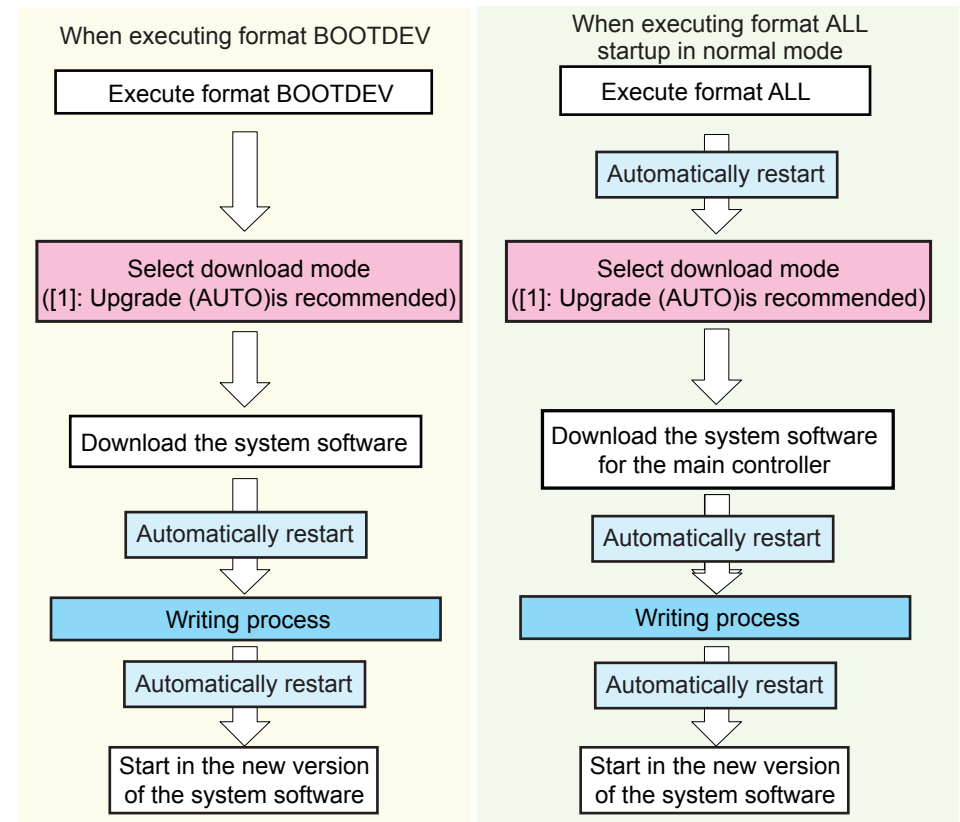 When executing format BOOTDEV
Execute format BOOTDEV
Select download mode
([1]: Upgrade (AUTO)is recommended)
Download the system software
Automatically restart
Writing process
Automatically restart
Start in the new version
of the system software
When executing format ALL
startup in normal mode
Execute format ALL
Automatically restart
Select download mode
([1]: Upgrade (AUTO)is recommended)
Download the system software
for the main controller
Automatically restart
Writing process
Automatically restart
Start in the new version
of the system software